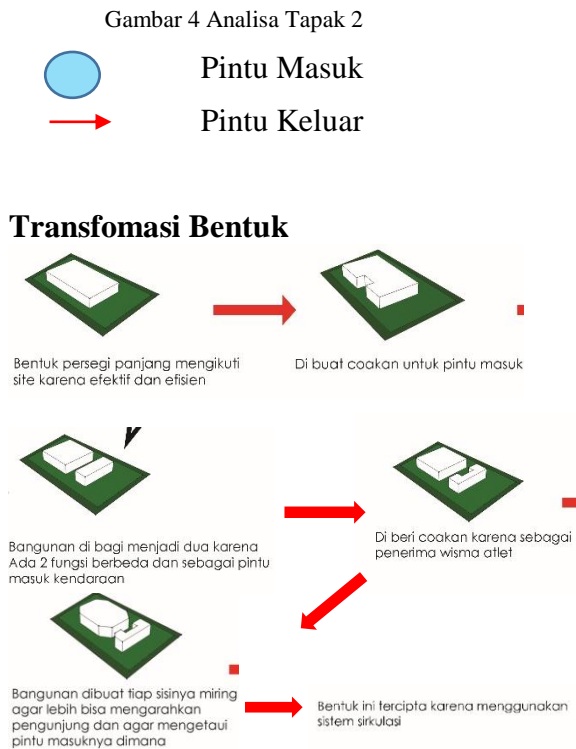 Gambar 4 Analisa Tapak 2
Pintu Masuk
Pintu Keluar
Transfomasi Bentuk
Bentuk persegi panjang mengikuti
site karena efektif dan efisien
Di buat coakan untuk pintu masuk
Bangunan di bagi menjadi dua karena
Ada 2 fungsi berbeda dan sebagai pintu
masuk kendaraan
Di beri coakan karena sebagai
penerima wisma atlet
Bangunan dibuat tiap sisinya miring
agar lebih bisa mengarahkan
pengunjung dan agar mengetaui
pintu masuknya dimana
Bentuk ini tercipta karena menggunakan
sistem sirkulasi